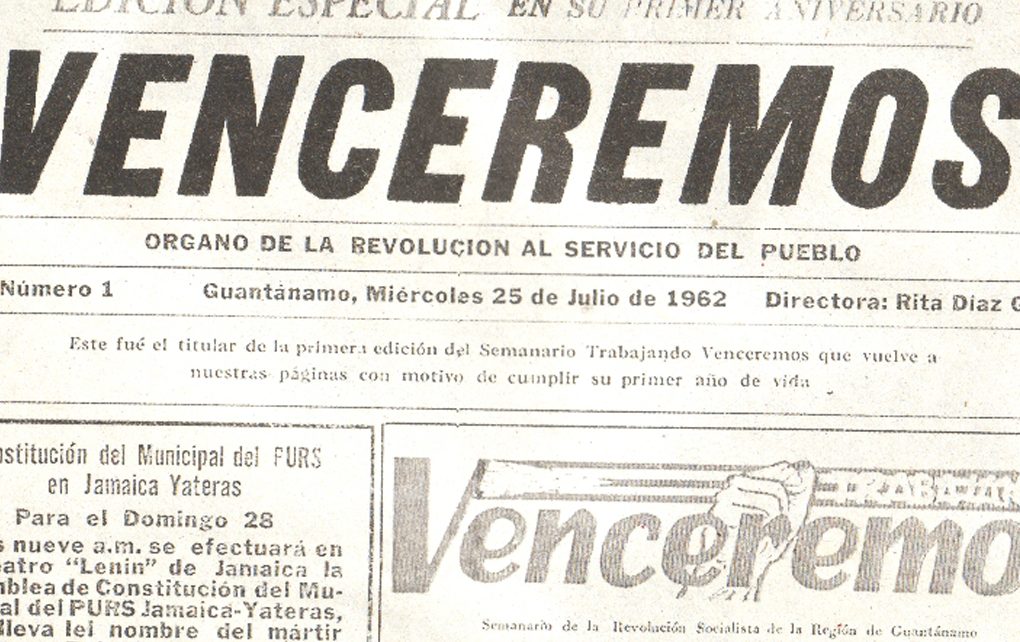 EDICION ESPECIAL EN SU PRIMER ANIVERSARIO
VENCEREMOS
ORGANO DE LA REVOLUCION AL SERVICIO DEL PUEBLO
Número 1 Guantánamo, Miércoles 25 de Julio de 1962 Directora: Rita Díaz G
Este fué el titular de la primera edición del Semanario Trabajando Venceremos que vuelve a
nuestras páginas con motivo de cumplir su primer año de vida
nstitución del Municipal del PURS
en Jamaica Yateras
Para el Domingo 28
s nueve a.m. se efectuará en
eatro "Lenin" de Jamaica la
mblea de Constitución del Mu-
al del PURS Jamaica-Yateras,
lleva lel nombre del mártir
TRABAJAN
Venceremo
Semanario de la Revolución Socialista de la Región de Guantánamo